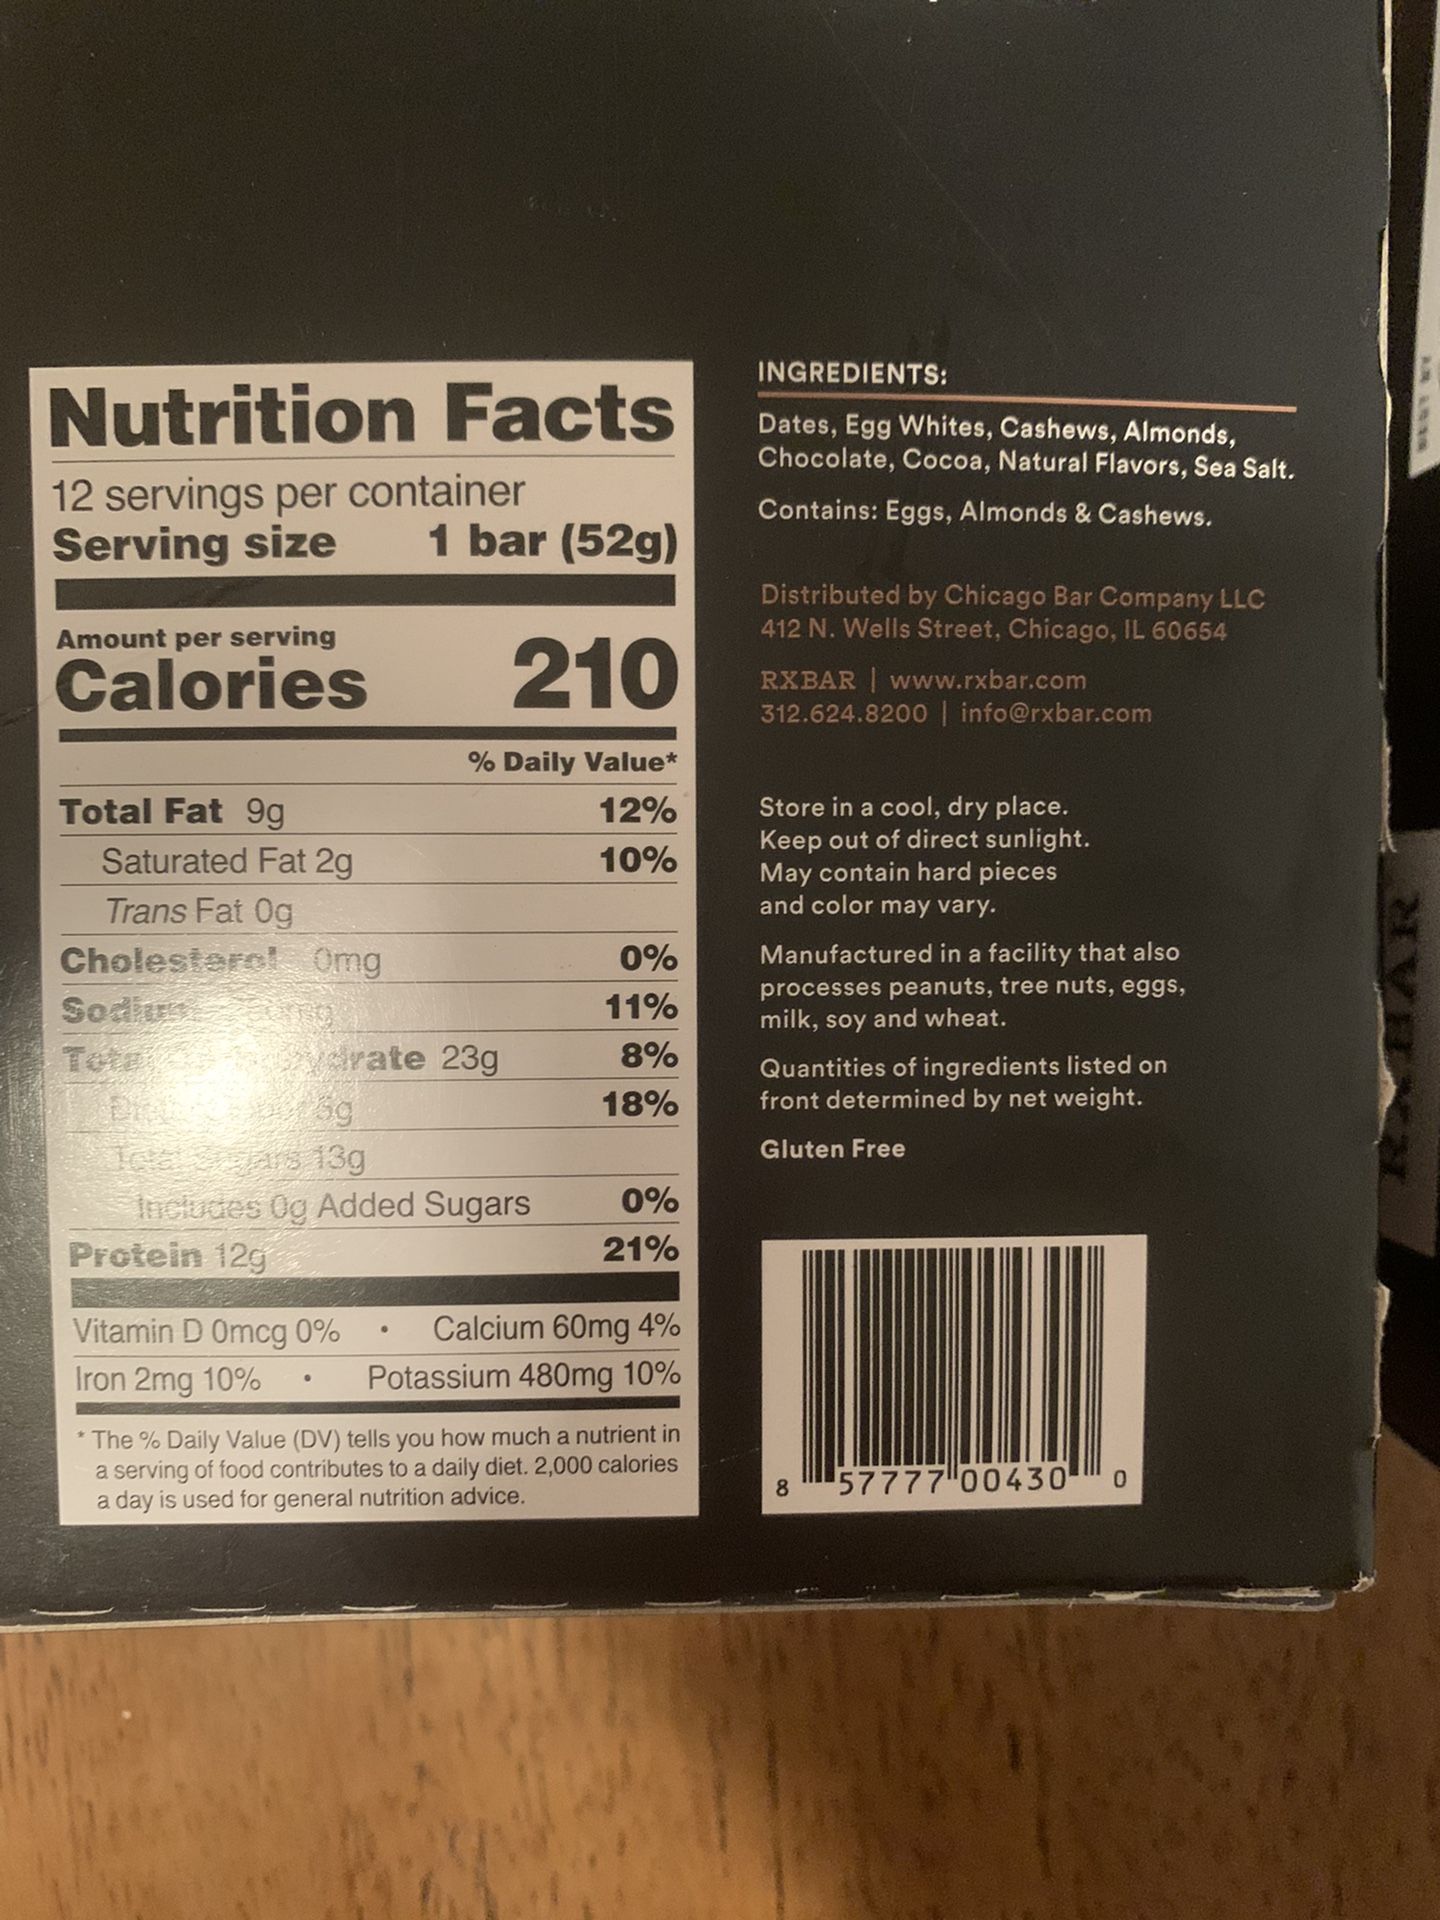 Nutrition Facts
12 servings per container
Serving size 1 bar (52g)
Amount per serving
Calories 210
% Daily Value*
Total Fat 9g 12%
Saturated Fat 2g 10%
Trans Fat 0g
Cholesterol 0mg 0%
Sodium 11%
Total Carbohydrate 23g 8%
5g 18%
Total Sugars 13g
Includes 0g Added Sugars 0%
Protein 12g 21%
Vitamin D 0mcg 0% • Calcium 60mg 4%
Iron 2mg 10% • Potassium 480mg 10%
* The % Daily Value (DV) tells you how much a nutrient in
a serving of food contributes to a daily diet. 2,000 calories
a day is used for general nutrition advice.
INGREDIENTS:
Dates, Egg Whites, Cashews, Almonds,
Chocolate, Cocoa, Natural Flavors, Sea Salt.
Contains: Eggs, Almonds & Cashews.
Distributed by Chicago Bar Company LLC
412 N. Wells Street, Chicago, IL 60654
RXBAR | www.rxbar.com
312.624.8200 | info@rxbar.com
Store in a cool, dry place.
Keep out of direct sunlight.
May contain hard pieces
and color may vary.
Manufactured in a facility that also
processes peanuts, tree nuts, eggs,
milk, soy and wheat.
Quantities of ingredients listed on
front determined by net weight.
Gluten Free
8 57777 00430 0
RXBAR